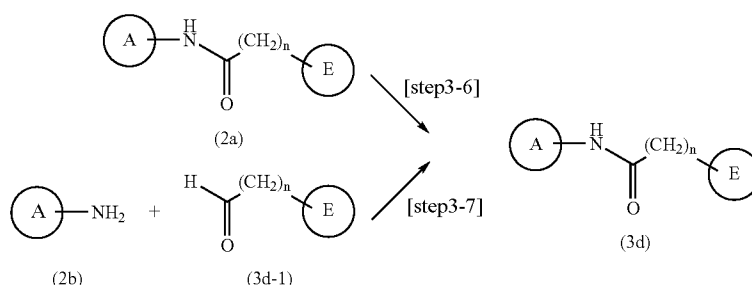 A H N (CH2)n E O
(2a)
[step3-6]
A NH2 + H (CH2)n E O
[step3-7]
(2b) (3d-1)
A H N (CH2)n E O
(3d)